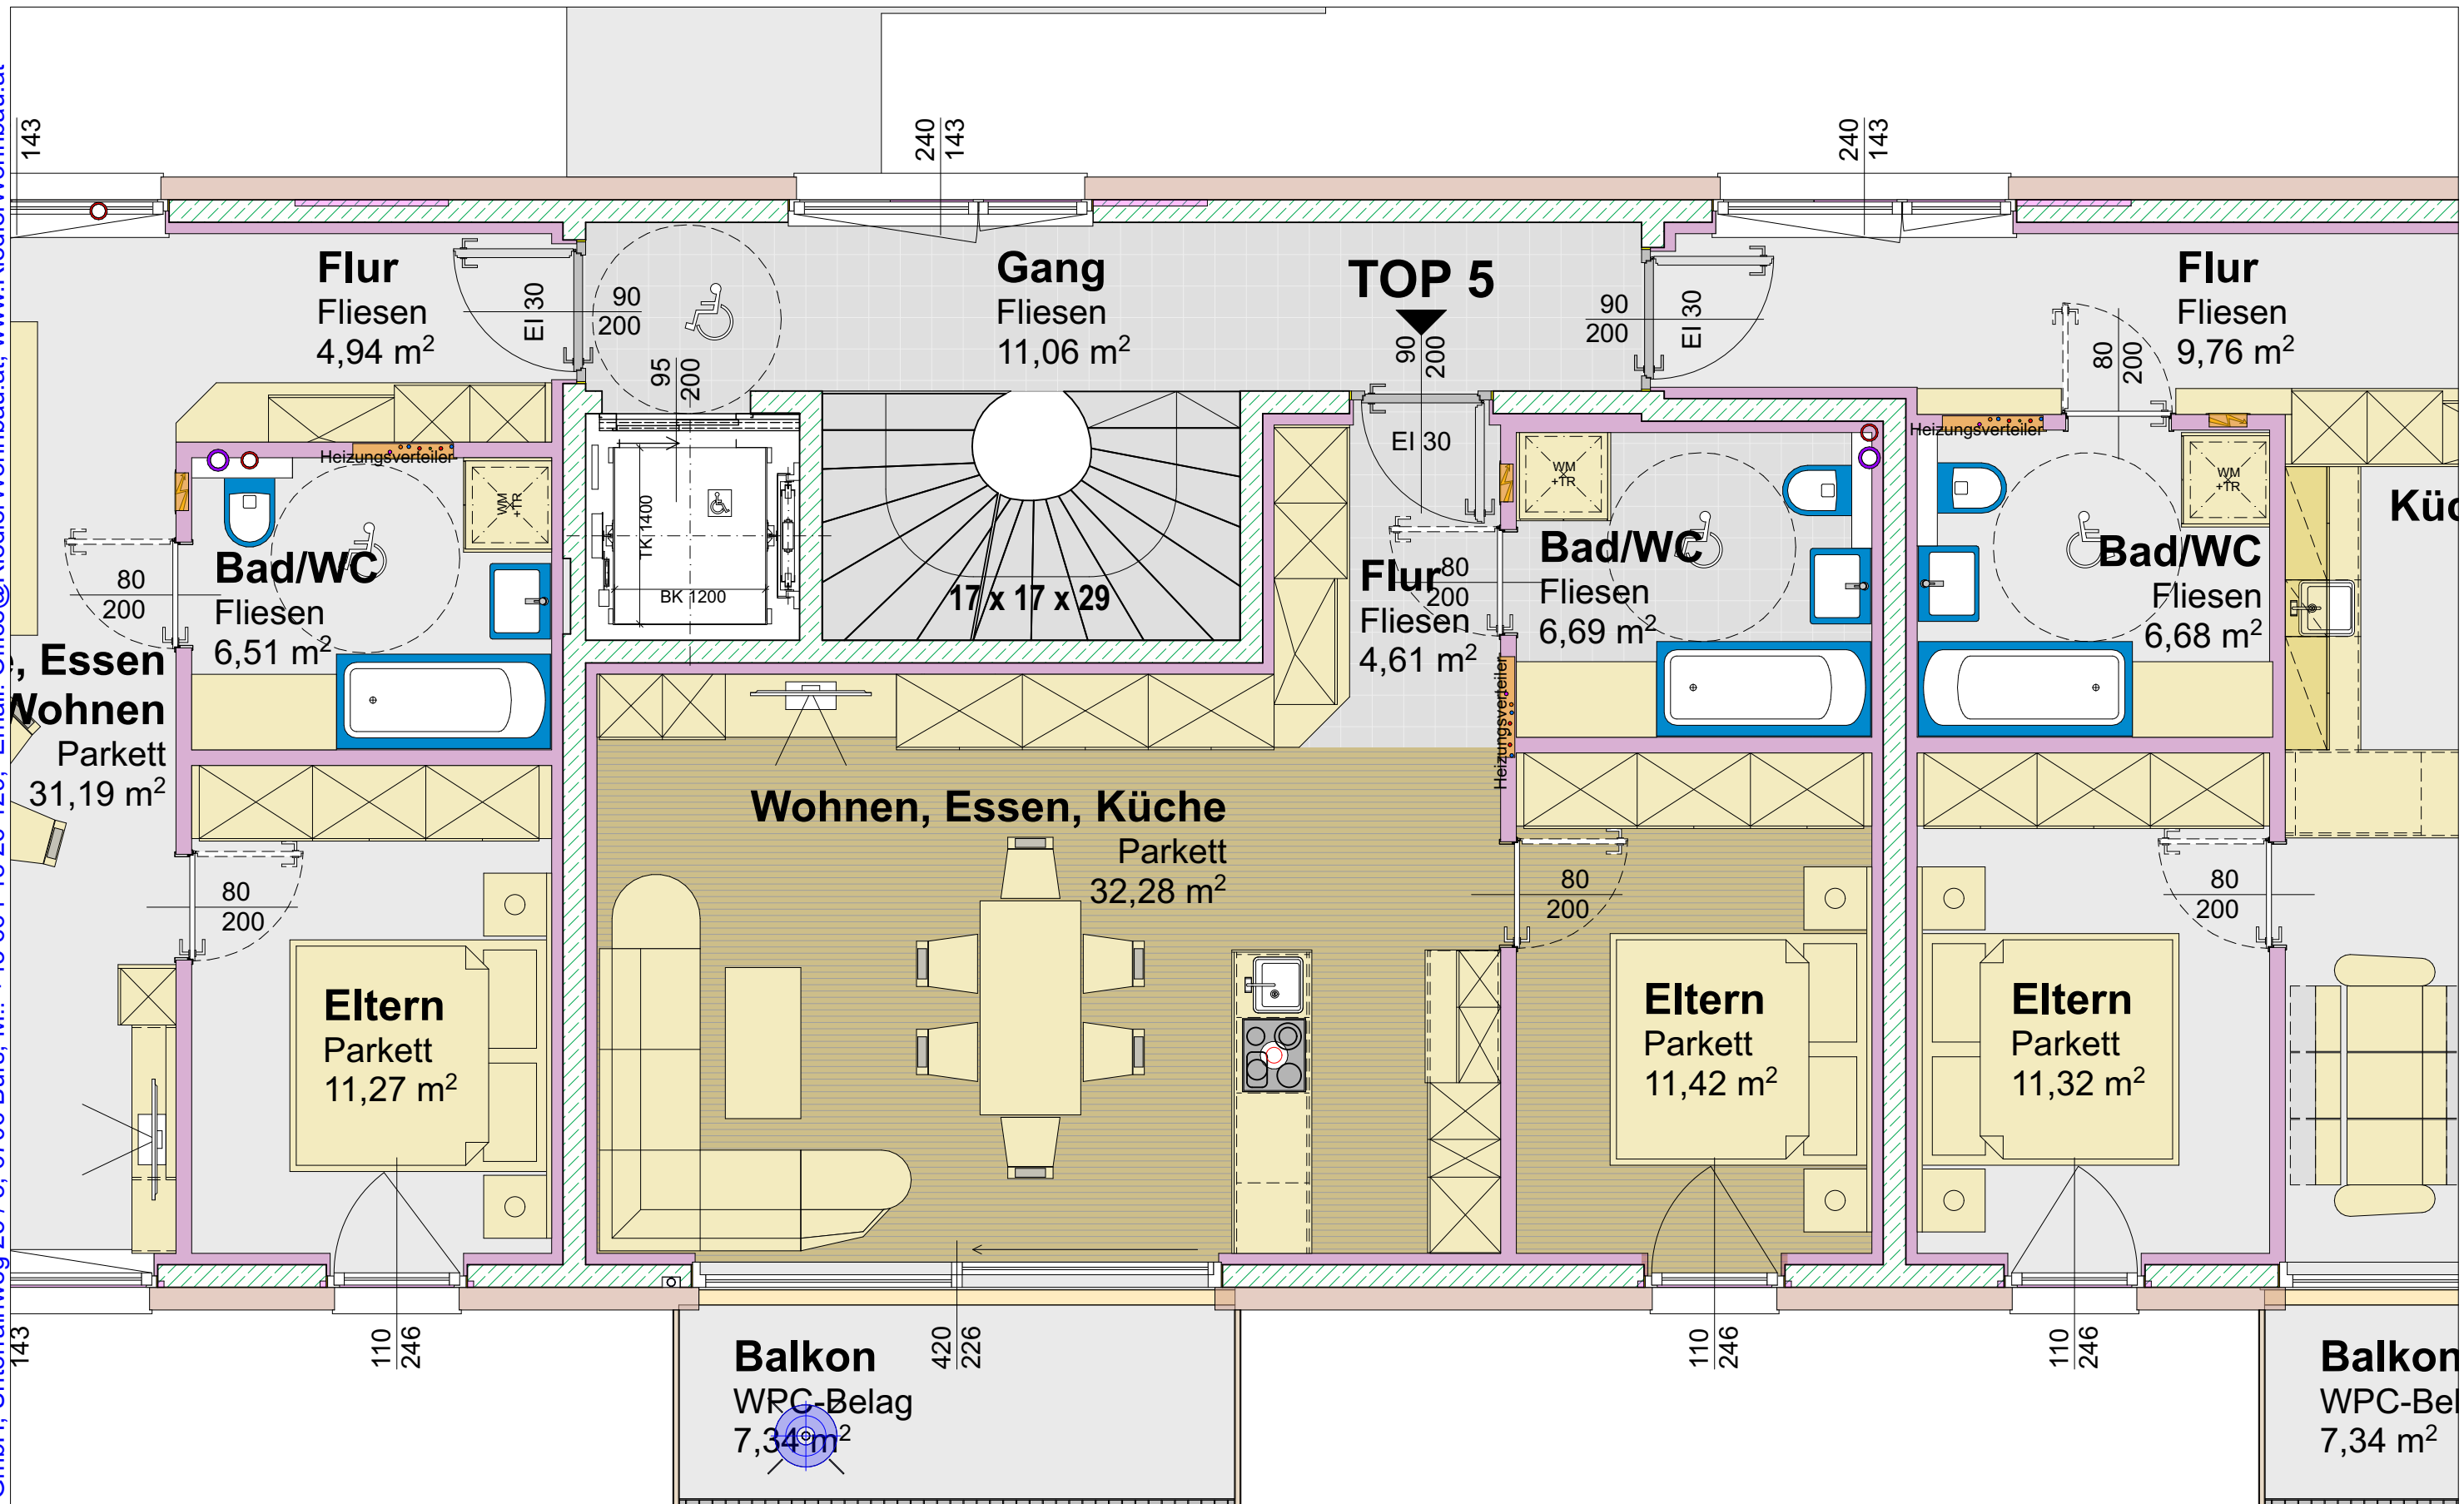 143
240
143
240
143
Flur
Fliesen
4,94 m²
EI 30
90
200
Gang
Fliesen
11,06 m²
TOP 5
90
200
90
200
EI 30
Flur
Fliesen
9,76 m²
80
200
95
200
Heizungsverteiler
WM
+TR
Bad/WC
Fliesen
6,51 m²
80
200
TK 1400
BK 1200
17 x 17 x 29
EI 30
Flur
Fliesen
4,61 m²
80
200
WM
+TR
Bad/WC
Fliesen
6,69 m²
Heizungsverteiler
Heizungsverteiler
WM
+TR
Bad/WC
Fliesen
6,68 m²
Küc
, Essen
Wohnen
Parkett
31,19 m²
Wohnen, Essen, Küche
Parkett
32,28 m²
80
200
80
200
80
200
Eltern
Parkett
11,27 m²
Eltern
Parkett
11,42 m²
Eltern
Parkett
11,32 m²
143
110
246
420
226
110
246
110
246
Balkon
WPC-Belag
7,34 m²
Balkon
WPC-Bel
7,34 m²